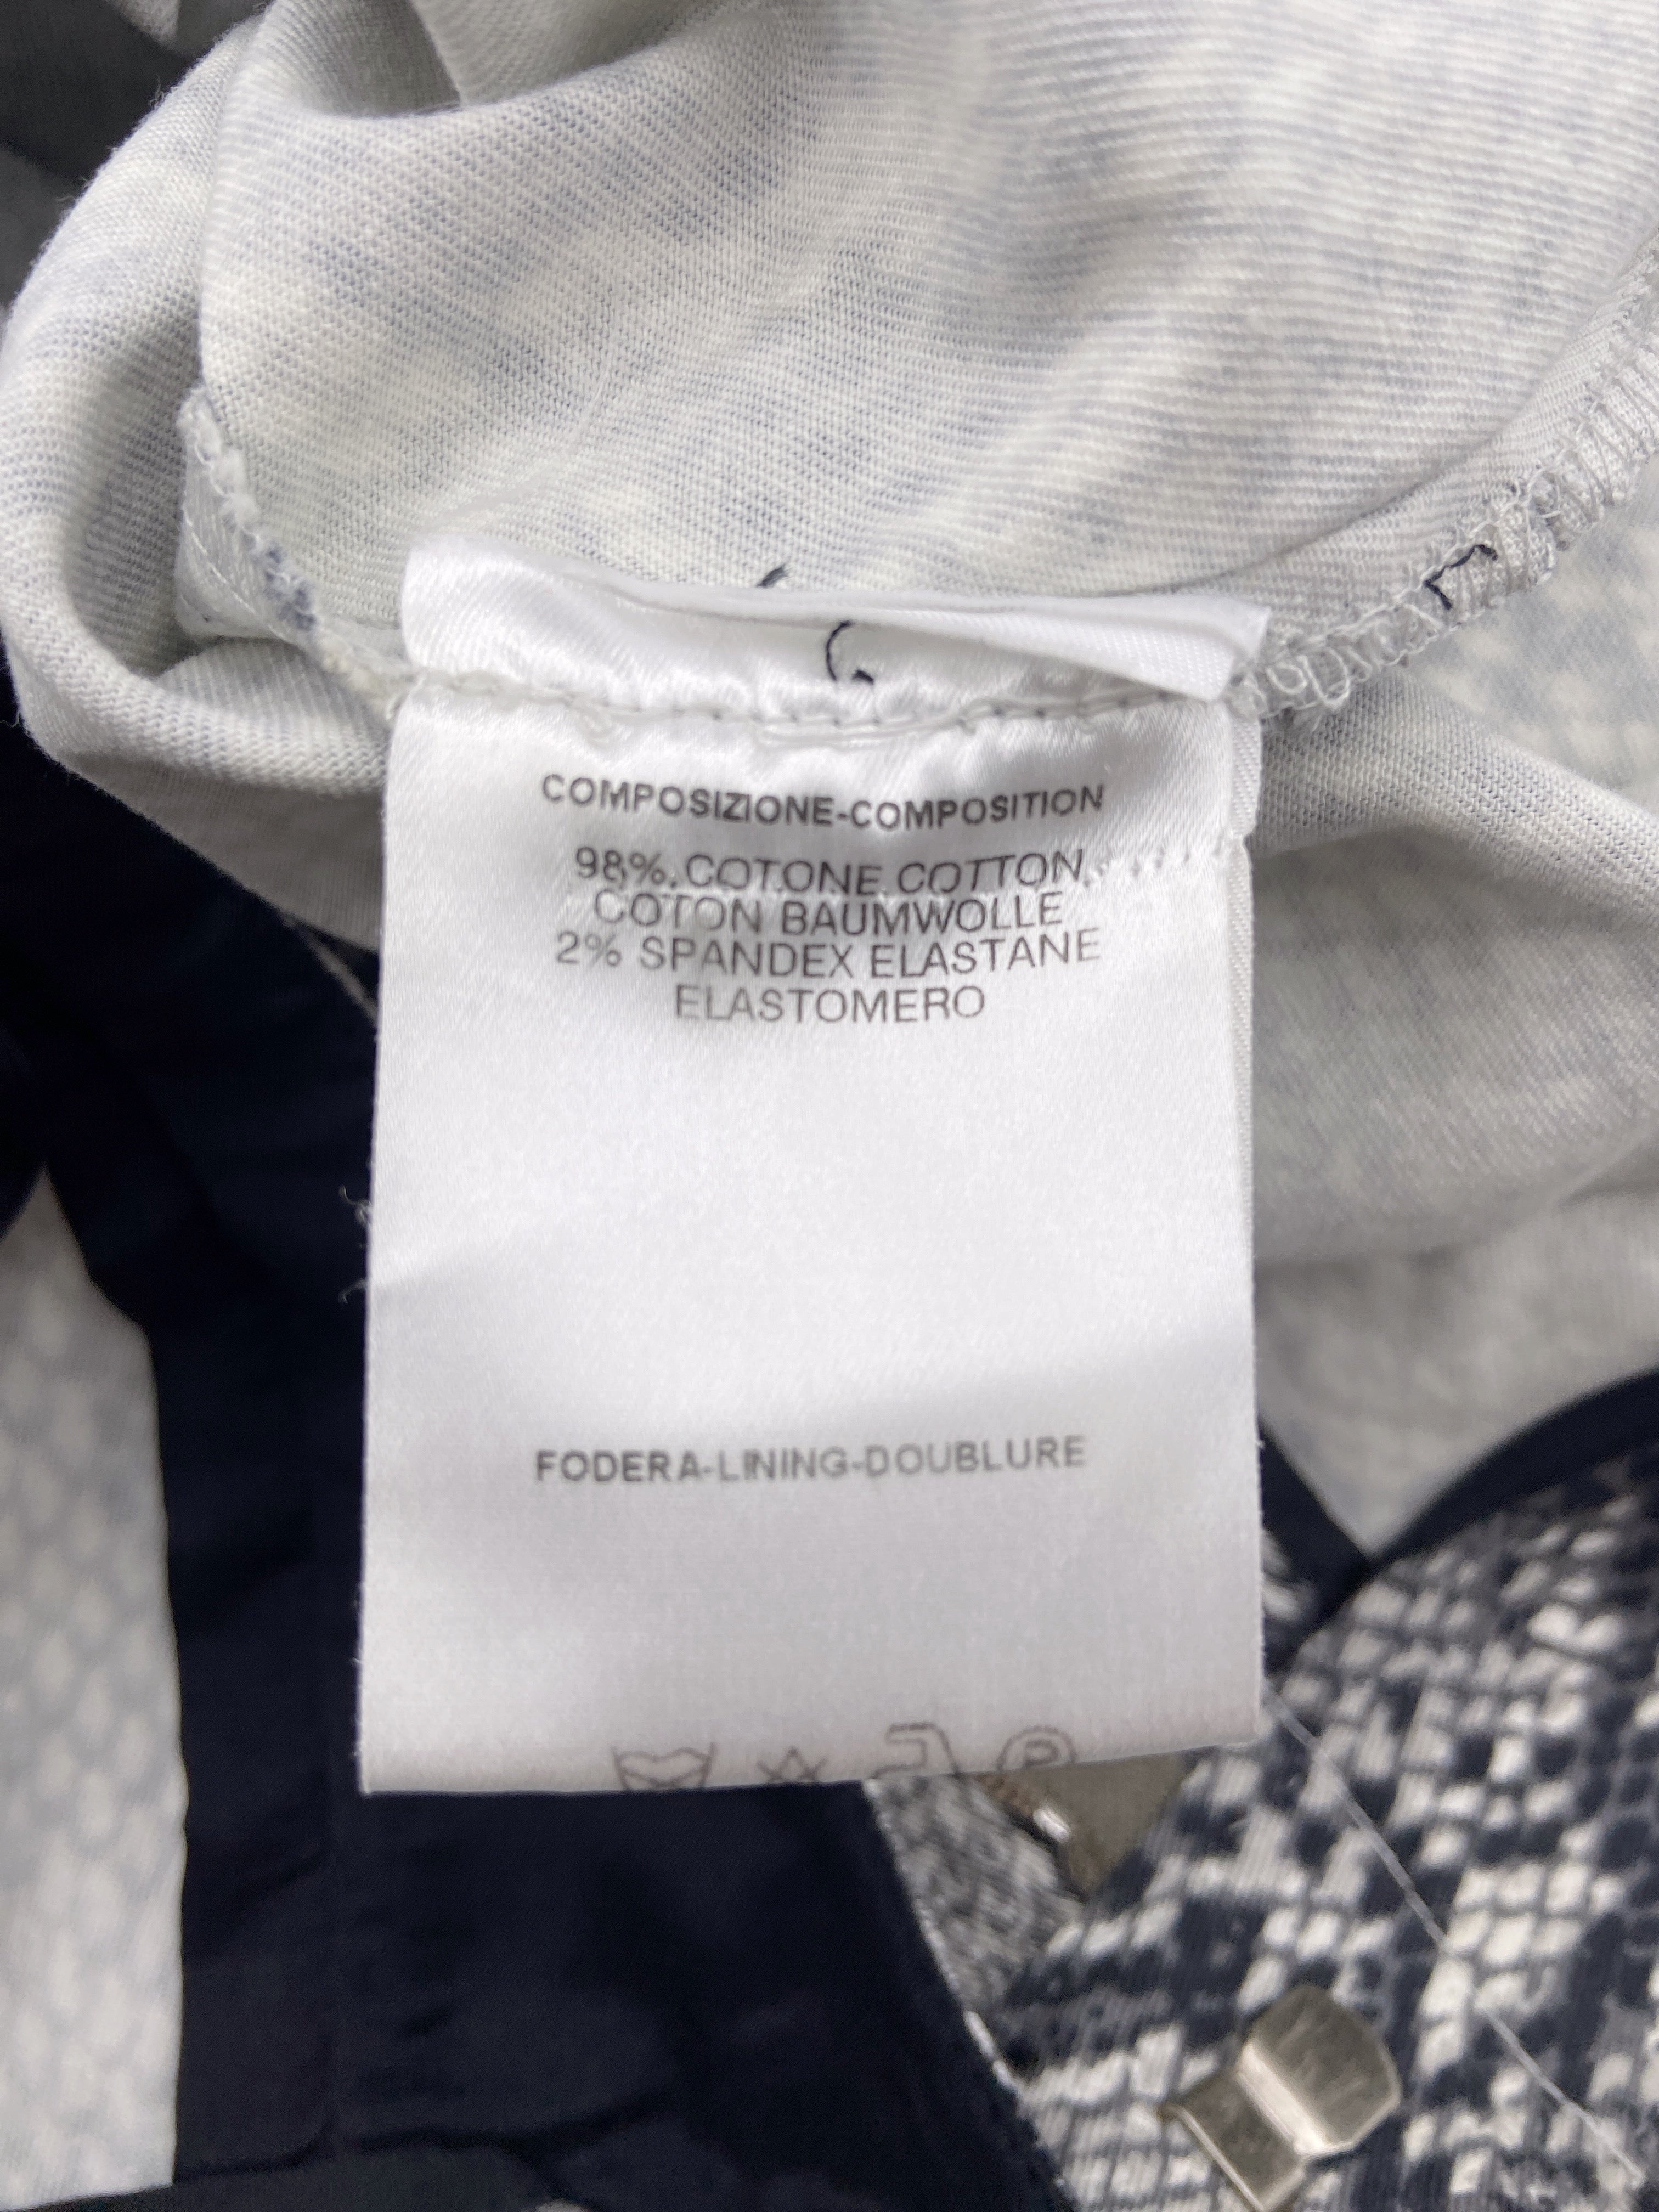 COMPOSIZIONE-COMPOSITION
98% COTONE COTTON
COTON BAUMWOLLE
2% SPANDEX ELASTANE
ELASTOMERO
FODERA-LINING-DOUBLURE